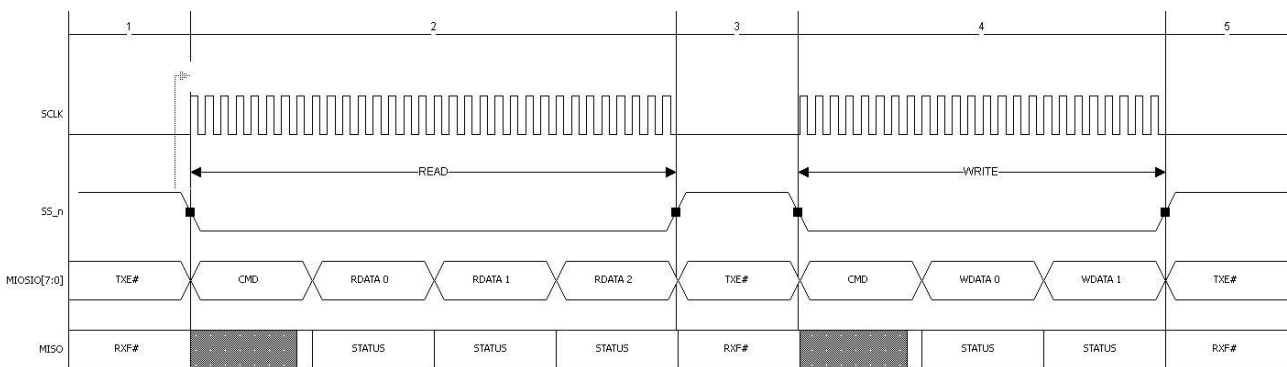 1 2 3 4 5
SCLK
READ WRITE
SS_n
MIOSIO[7:0] TXE# CMD RDATA 0 RDATA 1 RDATA 2 TXE# CMD WDATA 0 WDATA 1 TXE#
MISO RXF# STATUS STATUS STATUS RXF# STATUS STATUS RXF#